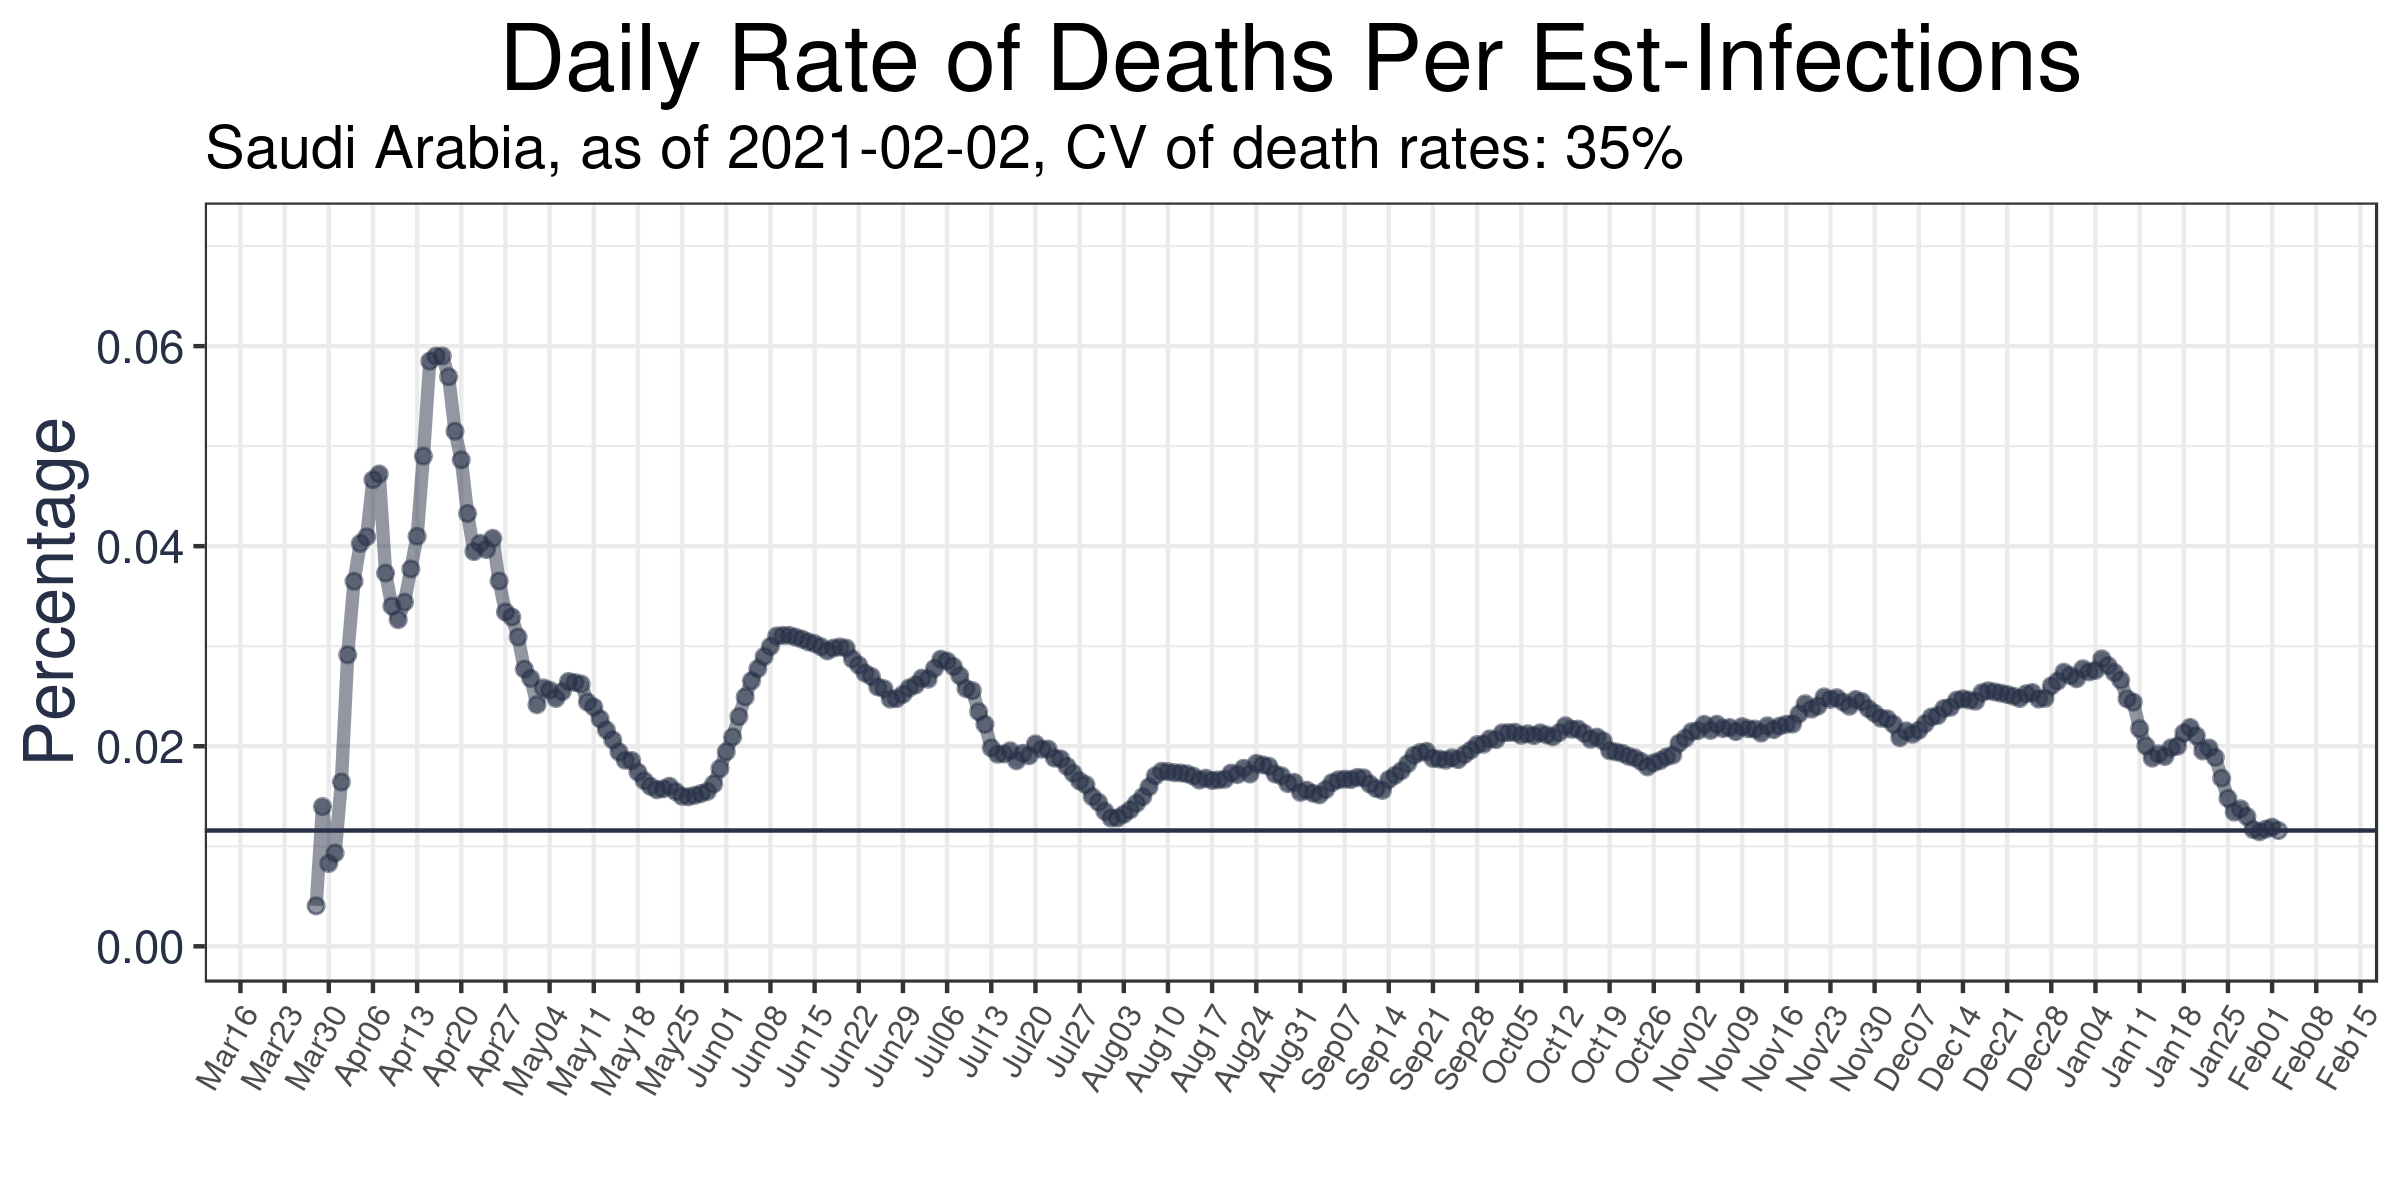 Daily Rate of Deaths Per Est-Infections
Saudi Arabia, as of 2021-02-02, CV of death rates: 35%
Percentage
0.06
0.04
0.02
0.00
Mar16 Mar23 Mar30 Apr06 Apr13 Apr20 Apr27 May04 May11 May18 May25 Jun01 Jun08 Jun15 Jun22 Jun29 Jul06 Jul13 Jul20 Jul27 Aug03 Aug10 Aug17 Aug24 Aug31 Sep07 Sep14 Sep21 Sep28 Oct05 Oct12 Oct19 Oct26 Nov02 Nov09 Nov16 Nov23 Nov30 Dec07 Dec14 Dec21 Dec28 Jan04 Jan11 Jan18 Jan25 Feb01 Feb08 Feb15